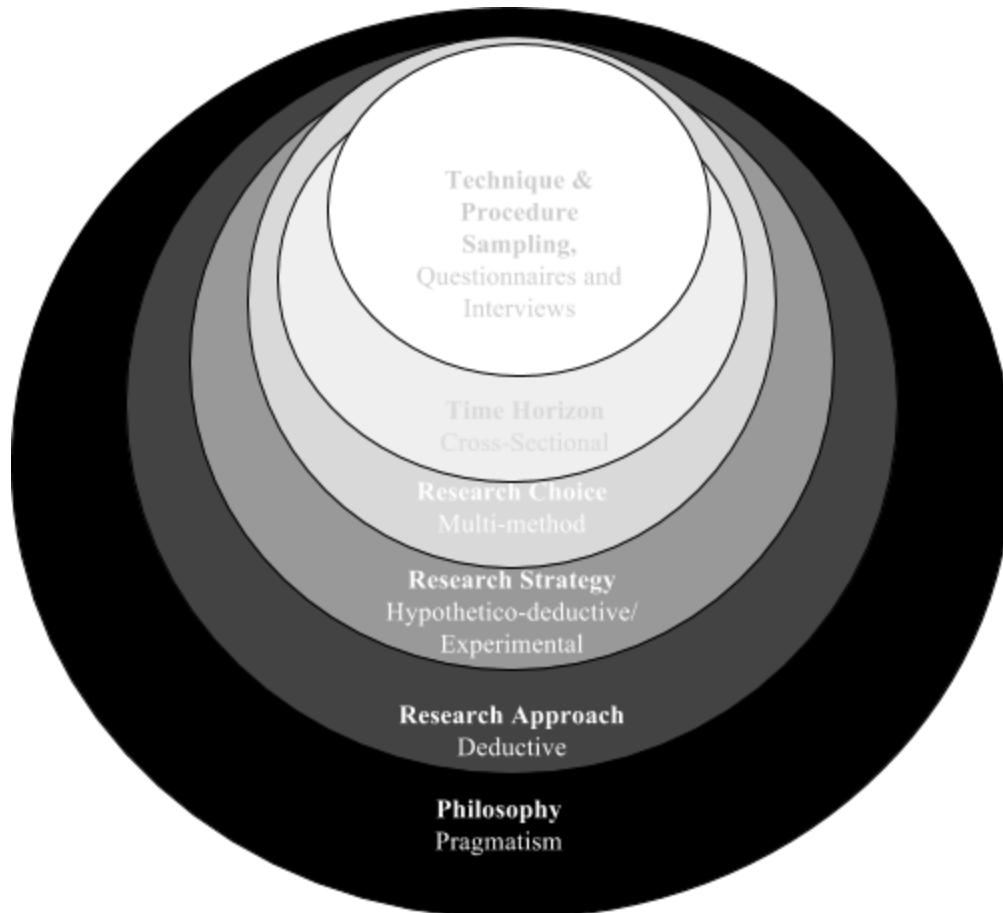 Technique &
Procedure
Sampling,
Questionnaires and
Interviews
Time Horizon
Cross-Sectional
Research Choice
Multi-method
Research Strategy
Hypothetico-deductive/
Experimental
Research Approach
Deductive
Philosophy
Pragmatism